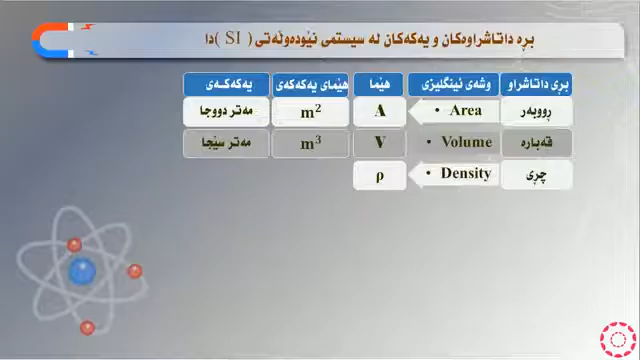 بڕە داتاشراوەکان و یەکەکان لە سیستمی نێودەوڵەتی ( SI )دا
بڕی داتاشراو وشەی ئینگلیزی هێما هێمای یەکەکەی یەکەکەی
ڕووبەر • Area A m² مەتر دووجا
قەبارە • Volume V m³ مەتر سێجا
چڕی • Density ρ